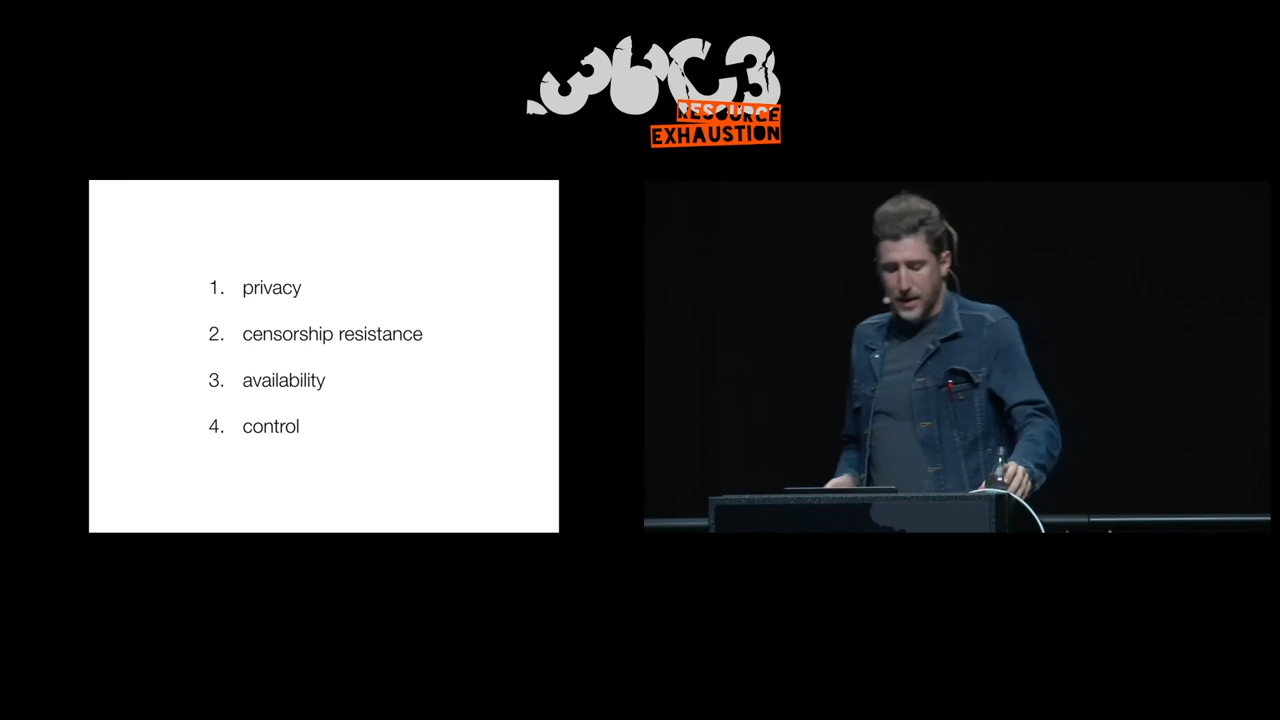 36C3
RESOURCE
EXHAUSTION
1. privacy
2. censorship resistance
3. availability
4. control